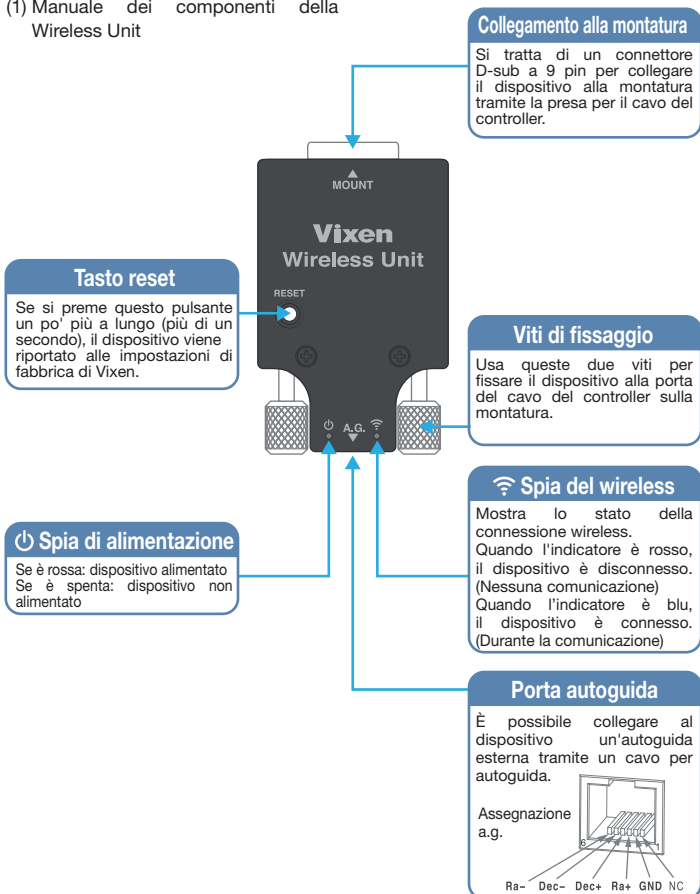 (1) Manuale dei componenti della
Wireless Unit
Collegamento alla montatura
Si tratta di un connettore
D-sub a 9 pin per collegare
il dispositivo alla montatura
tramite la presa per il cavo del
controller.
MOUNT
Vixen
Wireless Unit
RESET
Tasto reset
Se si preme questo pulsante
un po' più a lungo (più di un
secondo), il dispositivo viene
riportato alle impostazioni di
fabbrica di Vixen.
Viti di fissaggio
Usa queste due viti per
fissare il dispositivo alla porta
del cavo del controller sulla
montatura.
A.G.
Spia di alimentazione
Se è rossa: dispositivo alimentato
Se è spenta: dispositivo non
alimentato
Spia del wireless
Mostra lo stato della
connessione wireless.
Quando l'indicatore è rosso,
il dispositivo è disconnesso.
(Nessuna comunicazione)
Quando l’indicatore è blu,
il dispositivo è connesso.
(Durante la comunicazione)
Porta autoguida
È possibile collegare al
dispositivo un'autoguida
esterna tramite un cavo per
autoguida.
Assegnazione
a.g.
6 1
Ra− Dec− Dec+ Ra+ GND NC